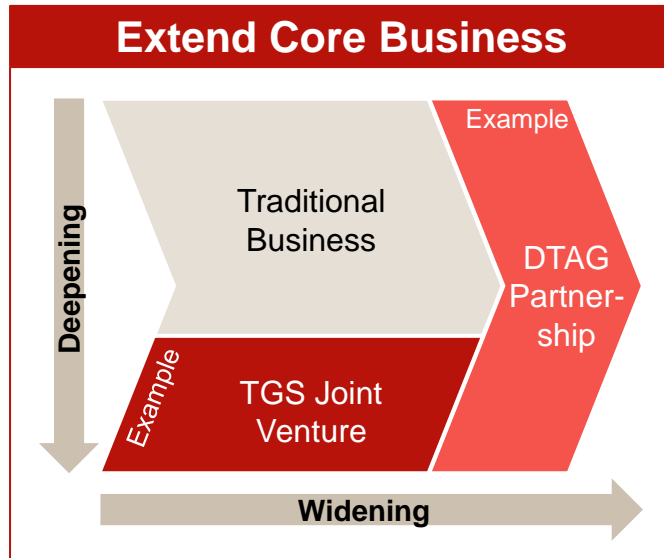 Extend Core Business
Deepening
Traditional
Business
Example
DTAG
Partner-
ship
Example
TGS Joint
Venture
Widening